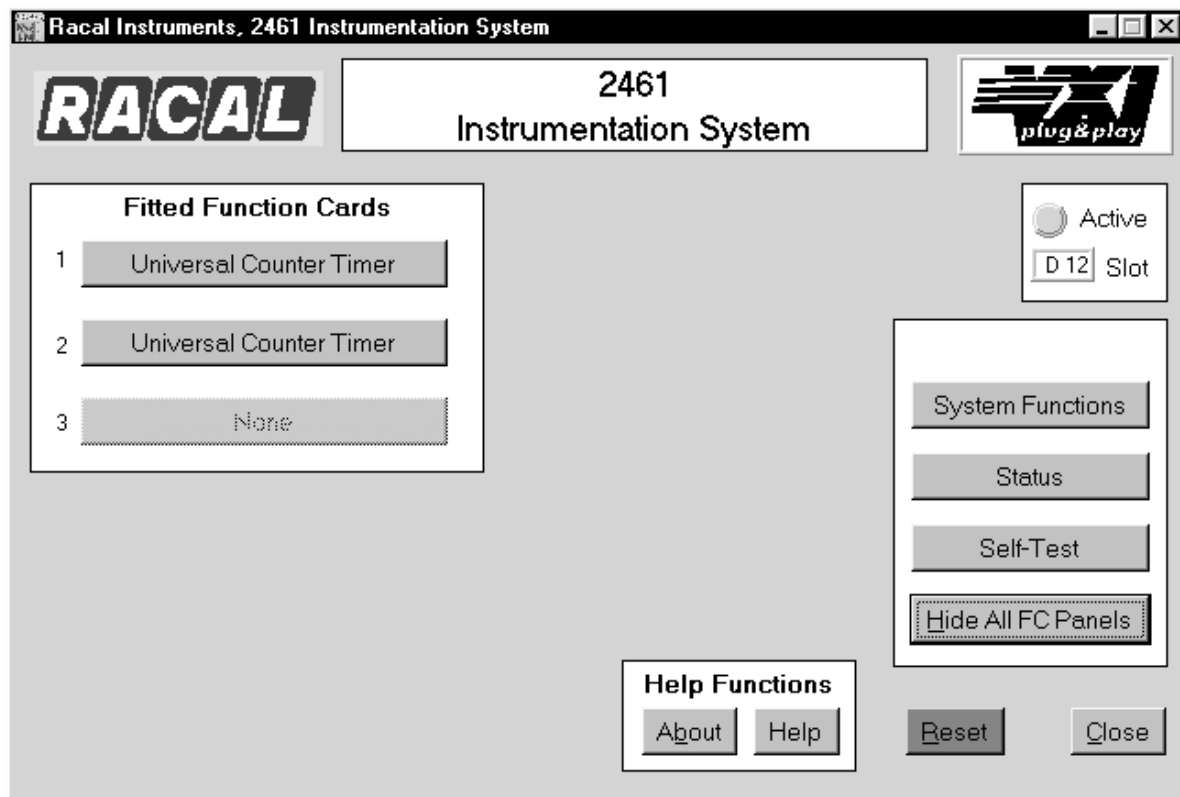 Racal Instruments, 2461 Instrumentation System
RACAL
2461
Instrumentation System
VXI
plug&play
Fitted Function Cards
1 Universal Counter Timer
2 Universal Counter Timer
3 None
Active
D 12 Slot
System Functions
Status
Self-Test
Hide All FC Panels
Help Functions
About Help
Reset
Close